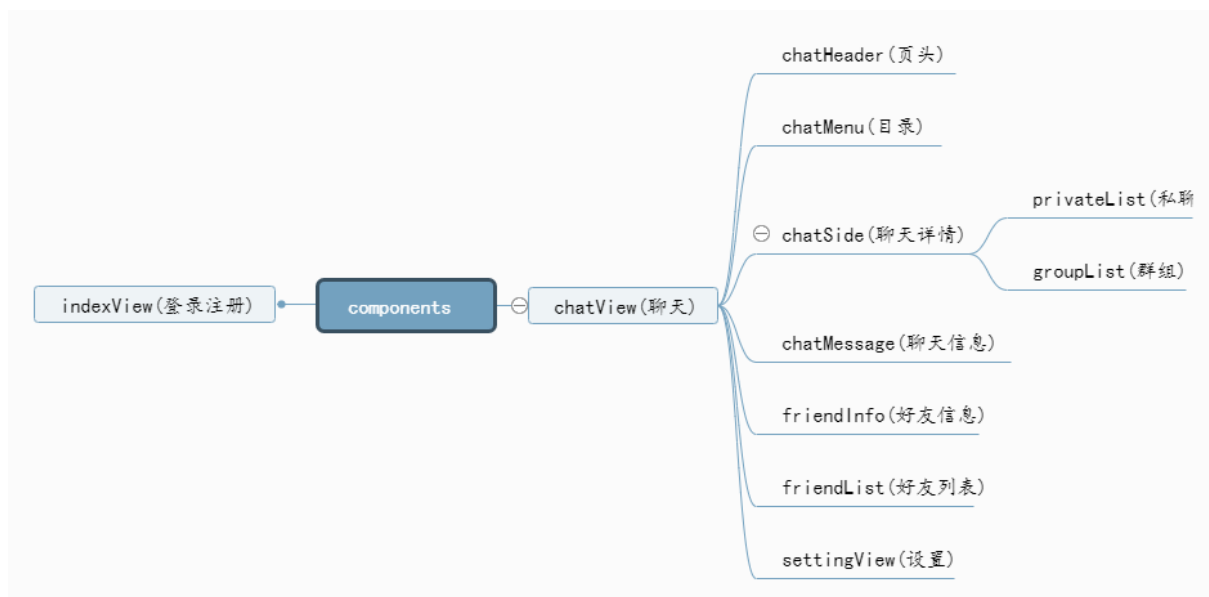 chatHeader(页头)
chatMenu(目录)
privateList(私聊
chatSide(聊天详情)
groupList(群组)
indexView(登录注册)
components
chatView(聊天)
chatMessage(聊天信息)
friendInfo(好友信息)
friendList(好友列表)
settingView(设置)